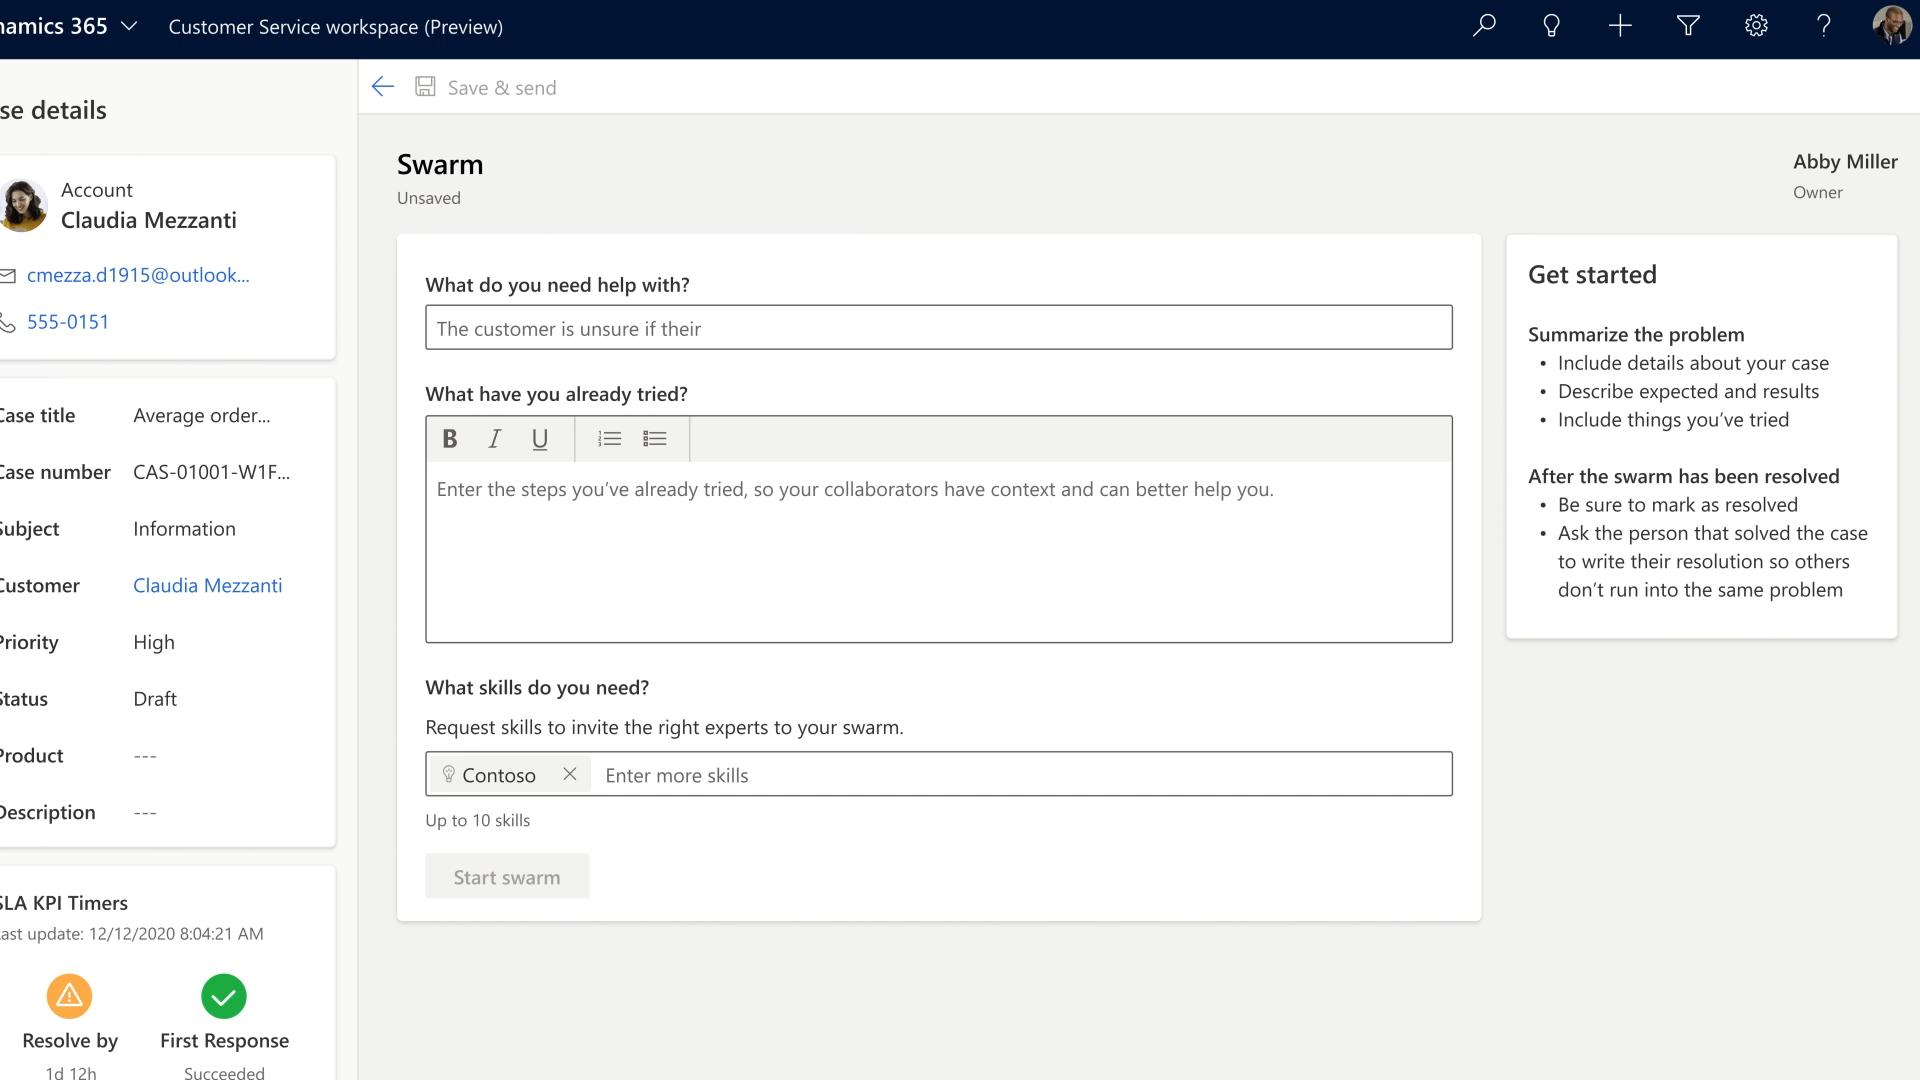 namics 365
Customer Service workspace (Preview)
Save & send
se details
Account
Claudia Mezzanti
cmezza.d1915@outlook...
555-0151
Case title Average order...
Case number CAS-01001-W1F...
Subject Information
Customer Claudia Mezzanti
Priority High
Status Draft
Product ---
Description ---
SLA KPI Timers
Last update: 12/12/2020 8:04:21 AM
Resolve by
1d 12h
First Response
Succeeded
Swarm
Unsaved
Abby Miller
Owner
What do you need help with?
The customer is unsure if their
What have you already tried?
B I U
Enter the steps you’ve already tried, so your collaborators have context and can better help you.
What skills do you need?
Request skills to invite the right experts to your swarm.
Contoso
Enter more skills
Up to 10 skills
Start swarm
Get started
Summarize the problem
• Include details about your case
• Describe expected and results
• Include things you’ve tried
After the swarm has been resolved
• Be sure to mark as resolved
• Ask the person that solved the case
to write their resolution so others
don’t run into the same problem